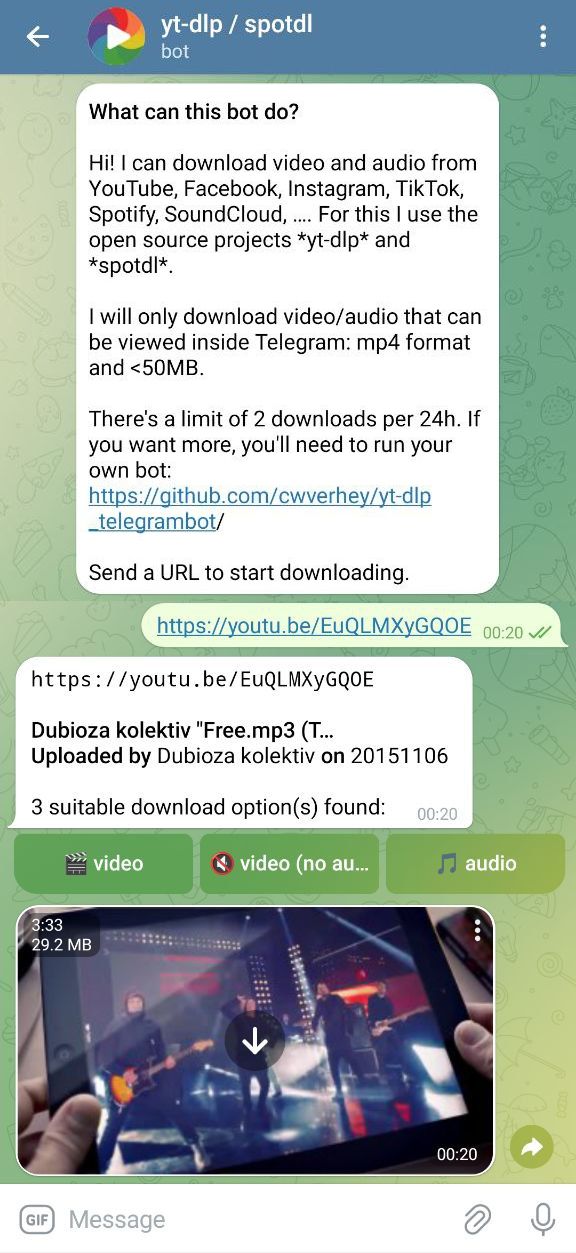 yt-dlp / spotdl
bot
What can this bot do?
Hi! I can download video and audio from
YouTube, Facebook, Instagram, TikTok,
Spotify, SoundCloud, .... For this I use the
open source projects *yt-dlp* and
*spotdl*.
I will only download video/audio that can
be viewed inside Telegram: mp4 format
and <50MB.
There's a limit of 2 downloads per 24h. If
you want more, you'll need to run your
own bot:
https://github.com/cwverhey/yt-dlp
_telegrambot/
Send a URL to start downloading.
https://youtu.be/EuQLMXyGQOE 00:20
https://youtu.be/EuQLMXyGQOE
Dubioza kolektiv "Free.mp3 (T...
Uploaded by Dubioza kolektiv on 20151106
3 suitable download option(s) found: 00:20
video
video (no au...
audio
3:33
29.2 MB
00:20
GIF Message